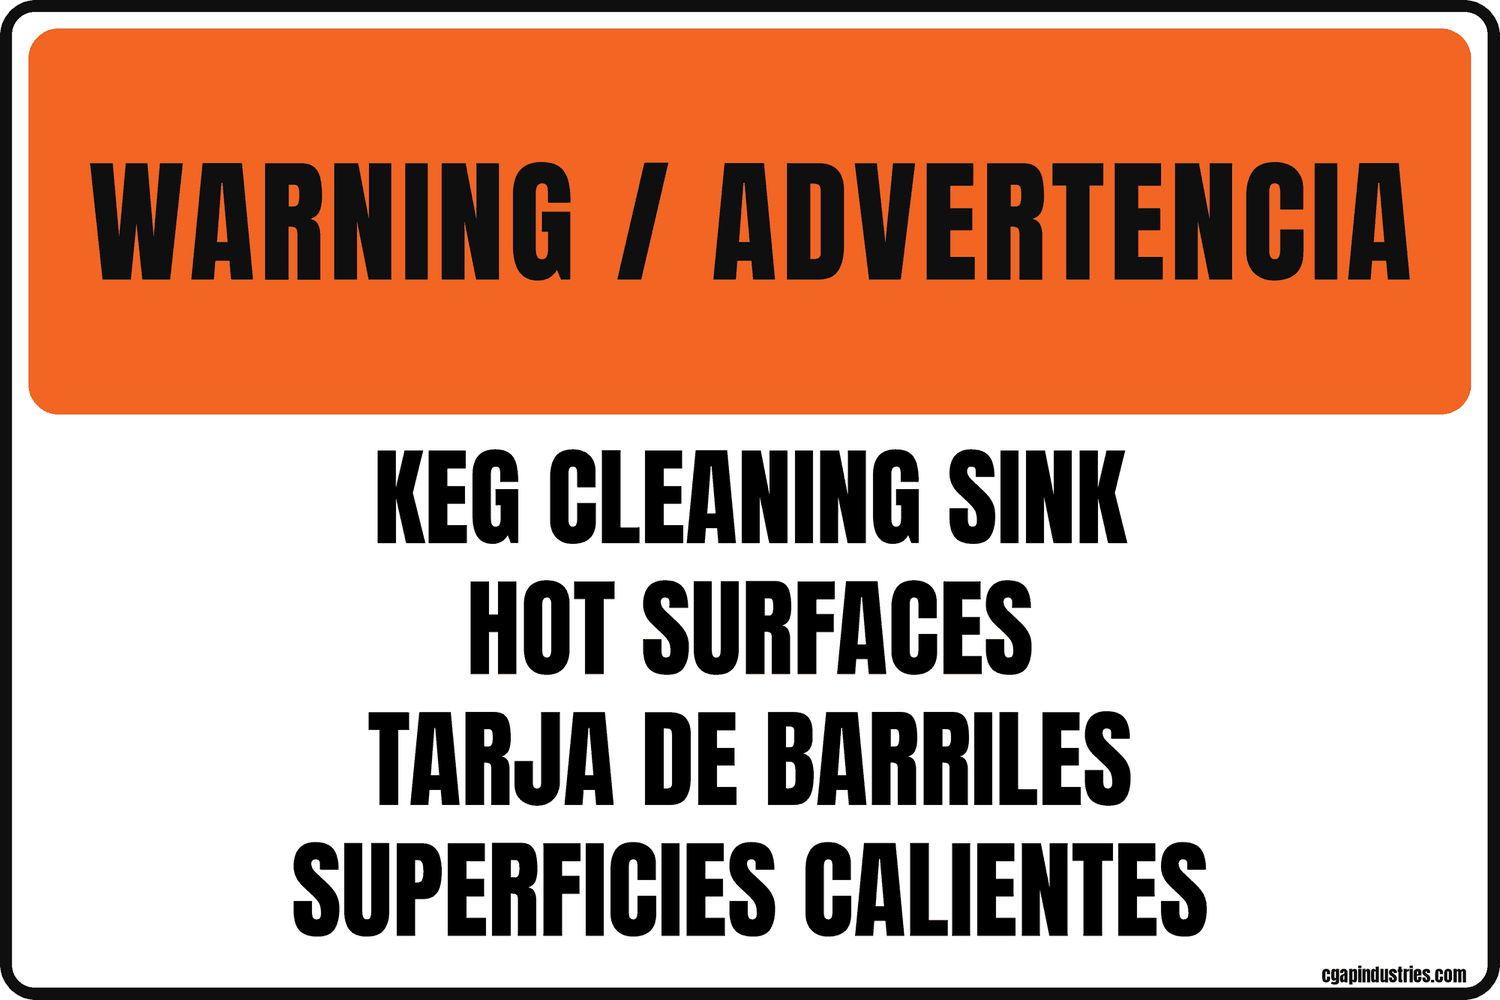 WARNING / ADVERTENCIA
KEG CLEANING SINK
HOT SURFACES
TARJA DE BARRILES
SUPERFICIES CALIENTES
cgapindustries.com